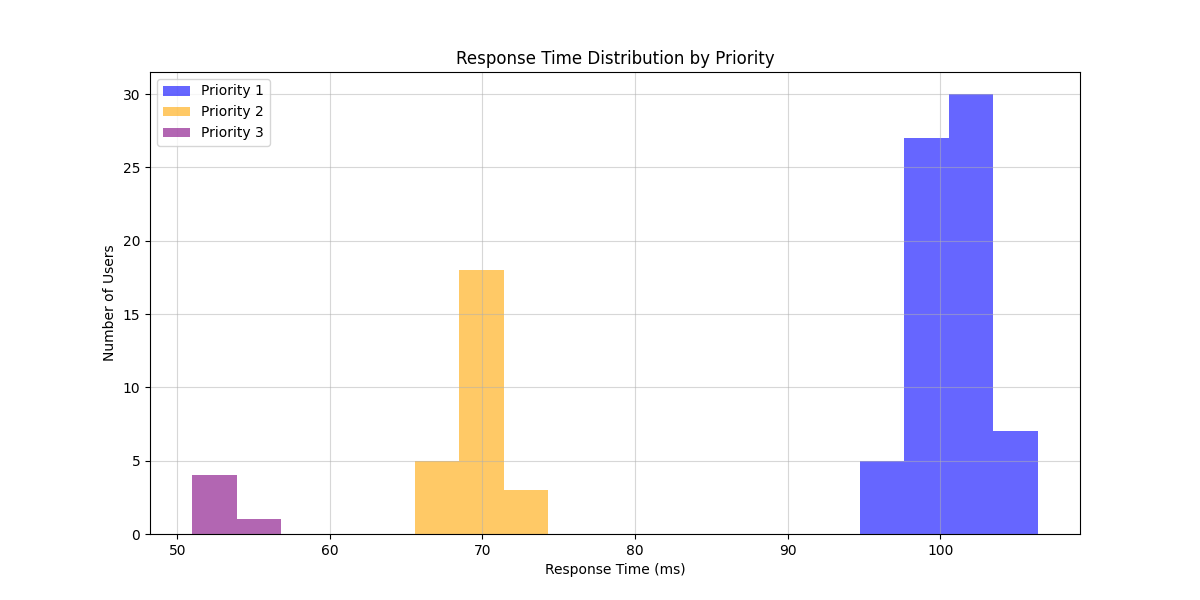 Response Time Distribution by Priority
Priority 1
Priority 2
Priority 3
30
25
20
15
10
5
0
Number of Users
50 60 70 80 90 100
Response Time (ms)